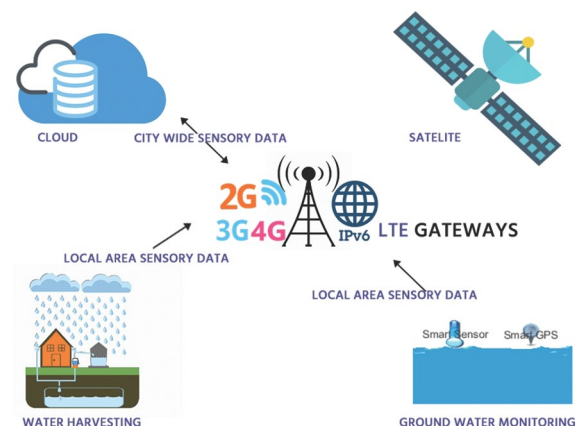 CLOUD
CITY WIDE SENSORY DATA
SATELITE
2G
3G4G
IPv6
LTE GATEWAYS
LOCAL AREA SENSORY DATA
LOCAL AREA SENSORY DATA
Smart Sensor
Smart GPS
WATER HARVESTING
GROUND WATER MONITORING